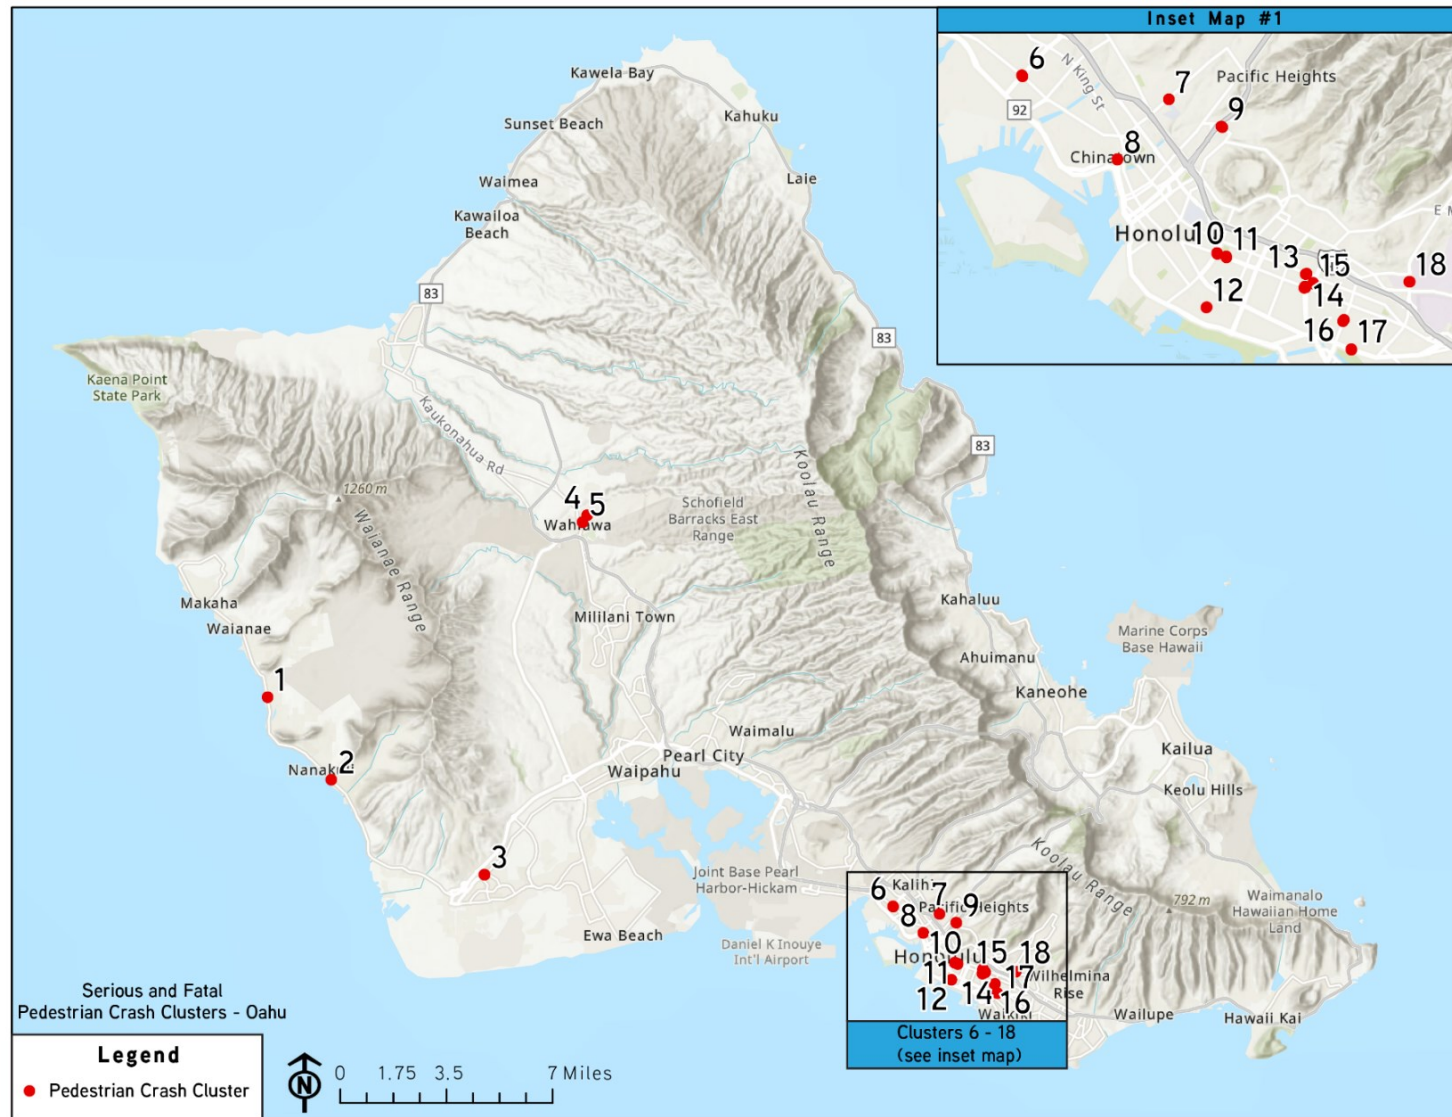 Inset Map #1
6
7
Pacific Heights
N King St
9
92
8
Chinatown
E M
Honolulu
10
11
13
15
18
12
14
16
17
Kawela Bay
Sunset Beach
Kahuku
Waimea
Laie
Kawailoa
Beach
83
83
Kaena Point
State Park
Kaukonahua Rd
83
Koolau Range
1260 m
4
5
Schofield
Barracks East
Range
Wahiawa
Waianae Range
Makaha
Waianae
Mililani Town
Kahaluu
Marine Corps
Base Hawaii
Ahuimanu
1
Kaneohe
Waimalu
Pearl City
Kailua
Nanakuli
2
Waipahu
Keolu Hills
3
Joint Base Pearl
Harbor-Hickam
Koolau Range
Kalihi
6
7
Pacific Heights
792 m
Waimanalo
Hawaiian Home
Land
8
9
Ewa Beach
Daniel K Inouye
Int'l Airport
10
Honolulu
15
18
11
17
Wilhelmina
Rise
12
14
16
Waikiki
Wailupe
Hawaii Kai
Clusters 6 - 18
(see inset map)
Serious and Fatal
Pedestrian Crash Clusters - Oahu
Legend
Pedestrian Crash Cluster
N
0 1.75 3.5 7 Miles